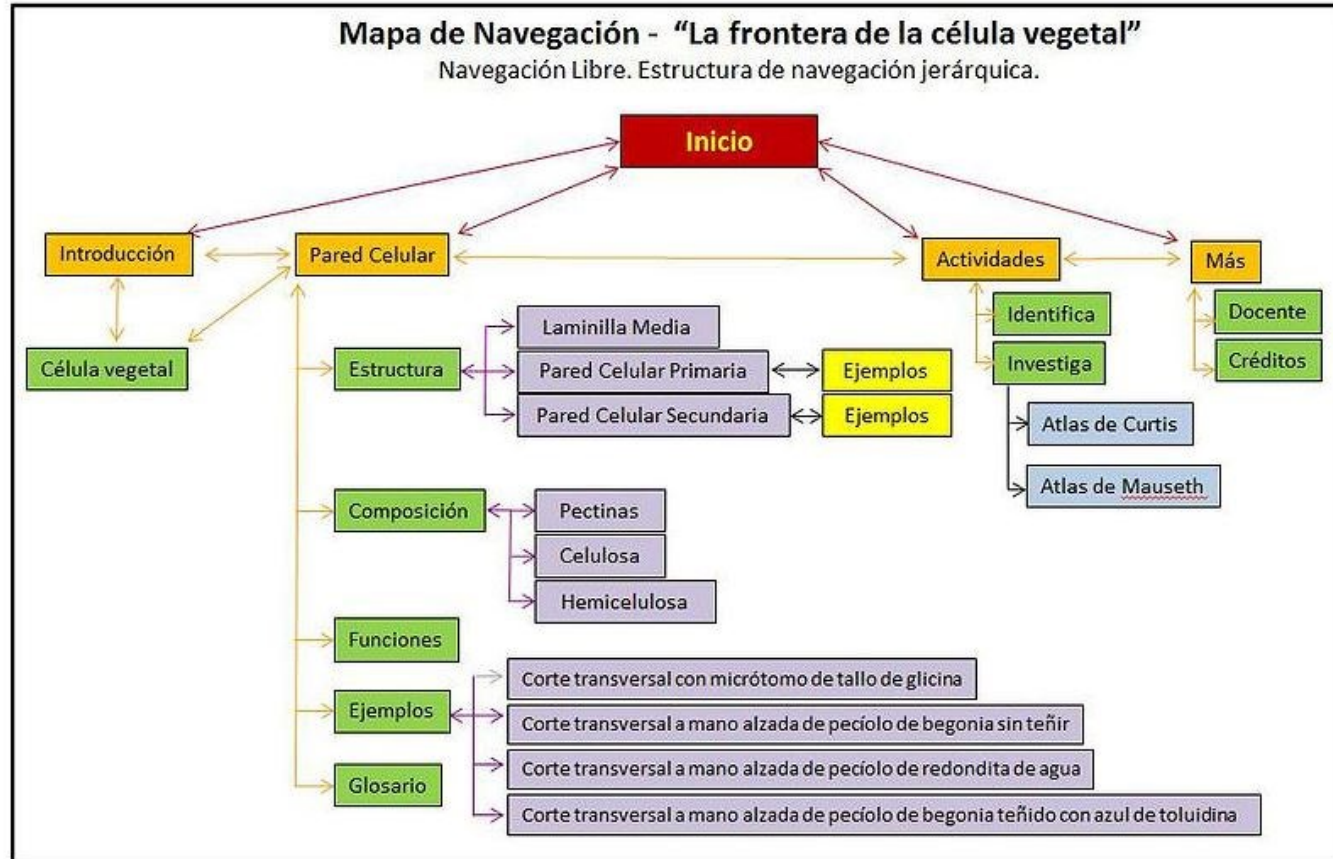 Mapa de Navegación - “La frontera de la célula vegetal”
Navegación Libre. Estructura de navegación jerárquica.
Inicio
Introducción
Pared Celular
Actividades
Más
Célula vegetal
Estructura
Laminilla Media
Pared Celular Primaria
Ejemplos
Pared Celular Secundaria
Ejemplos
Composición
Pectinas
Celulosa
Hemicelulosa
Funciones
Ejemplos
Corte transversal con micrótomo de tallo de glicina
Corte transversal a mano alzada de pecíolo de begonia sin teñir
Corte transversal a mano alzada de pecíolo de redondita de agua
Corte transversal a mano alzada de pecíolo de begonia teñido con azul de toluidina
Glosario
Identifica
Investiga
Atlas de Curtis
Atlas de Mauseth
Docente
Créditos